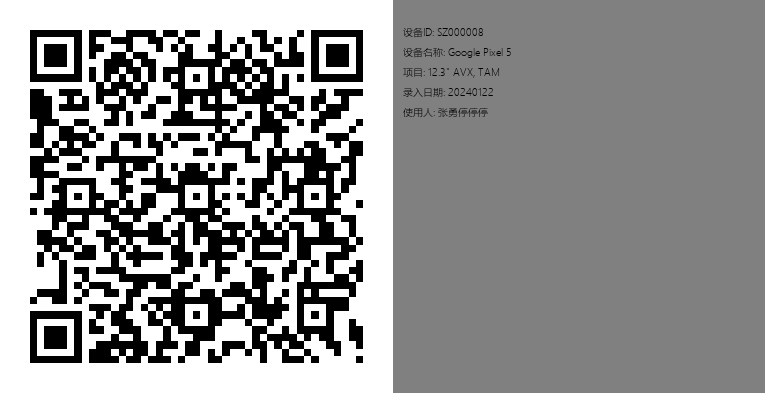 设备ID: SZ000008
设备名称: Google Pixel 5
项目: 12.3" AVX, TAM
录入日期: 20240122
使用人: 张勇停停停